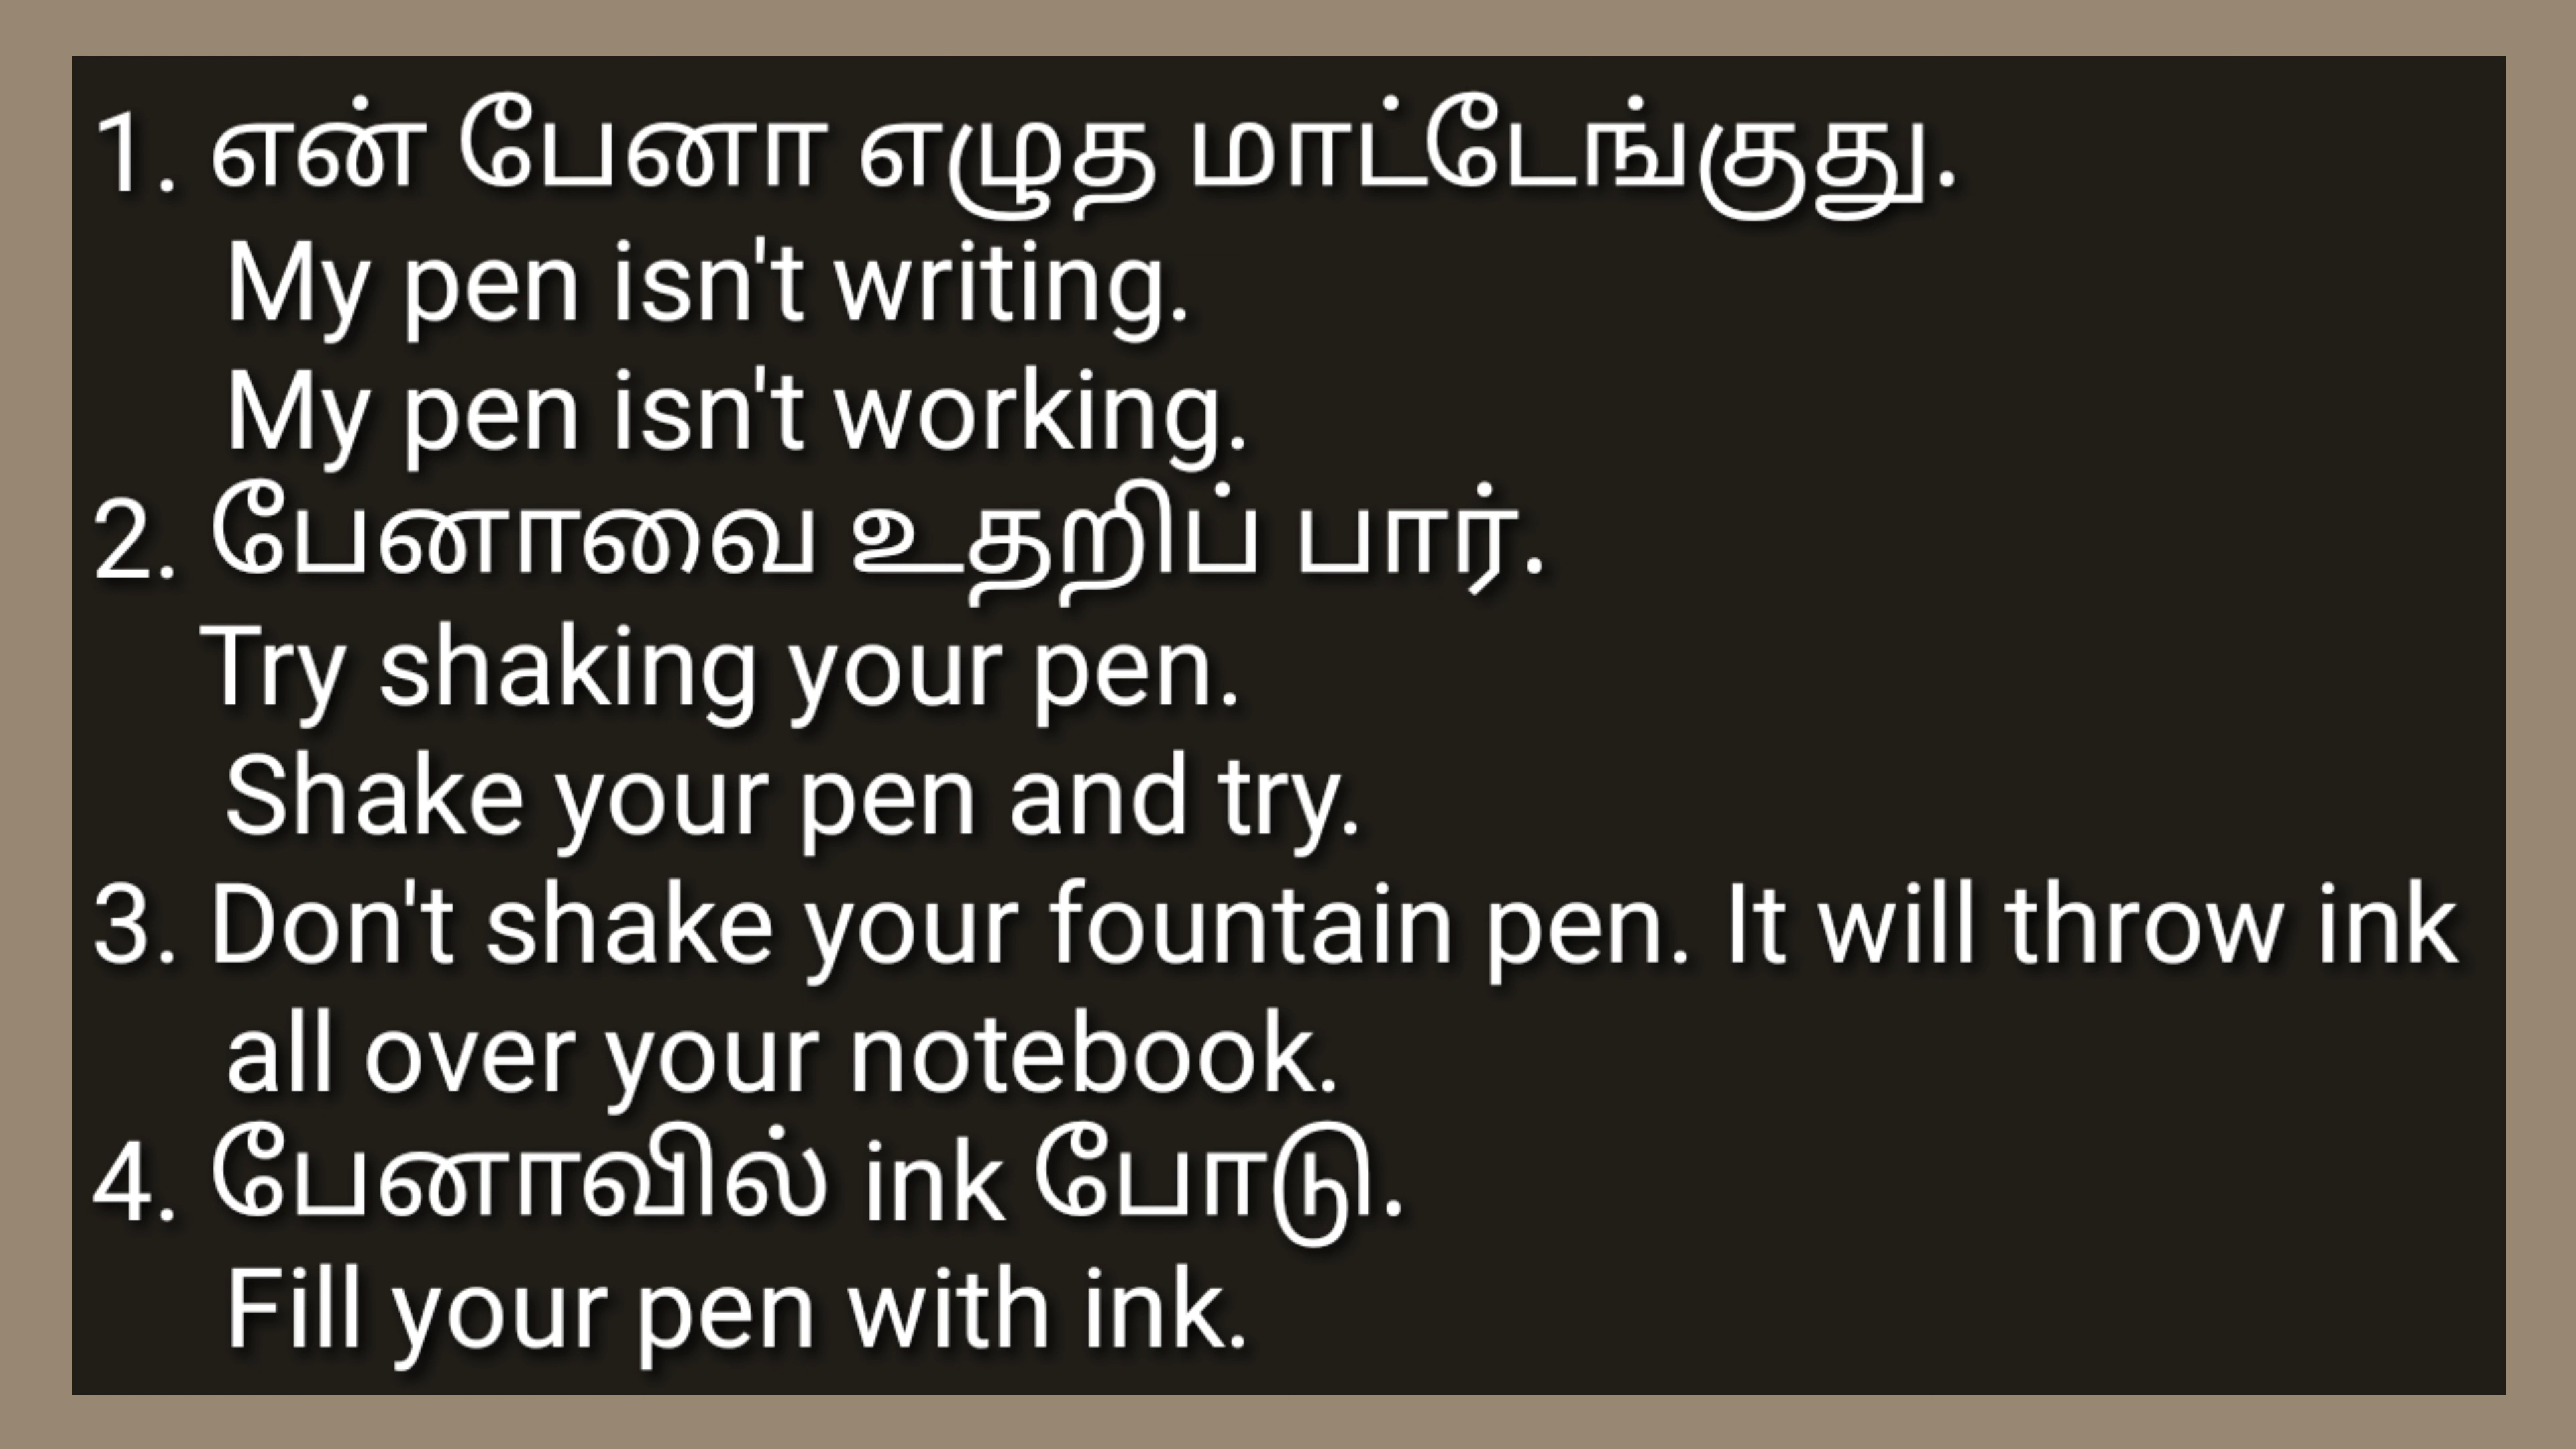 1. என் பேனா எழுத மாட்டேங்குது.
My pen isn't writing.
My pen isn't working.
2. பேனாவை உதறிப் பார்.
Try shaking your pen.
Shake your pen and try.
3. Don't shake your fountain pen. It will throw ink
all over your notebook.
4. பேனாவில் ink போடு.
Fill your pen with ink.